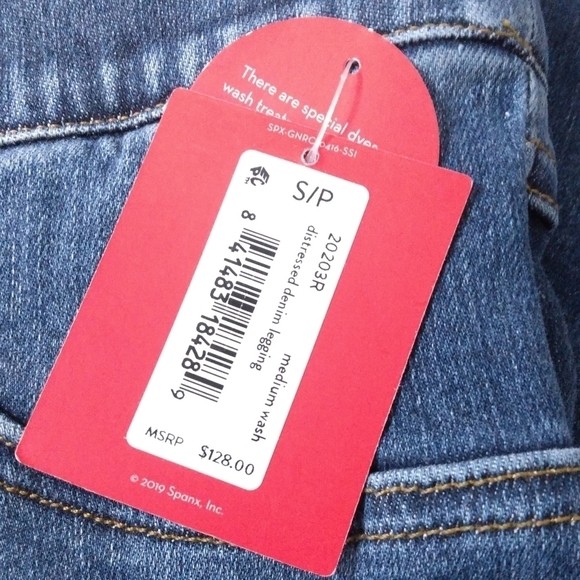 There are special dyes
wash treat
SPX-GNRC
0416-SSI
S/P
20203R
distressed denim legging
medium wash
8 41483 18428 9
MSRP $128.00
© 2019 Spanx, Inc.